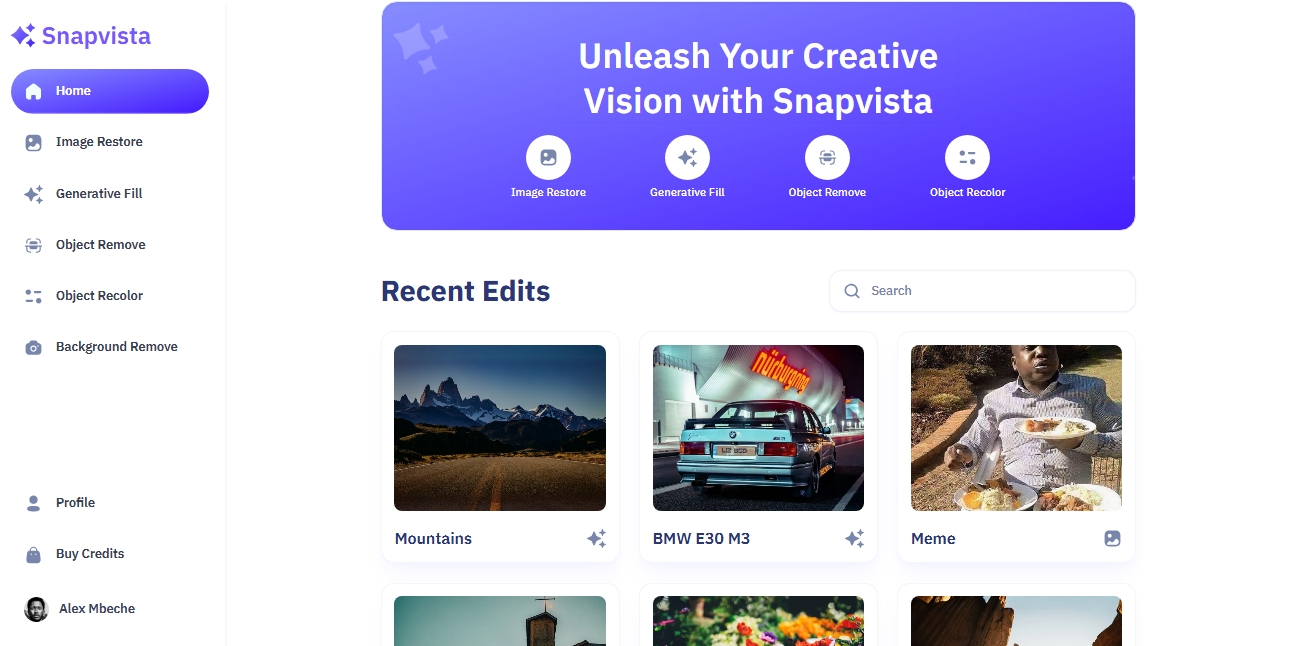 Snapvista
Home
Image Restore
Generative Fill
Object Remove
Object Recolor
Background Remove
Profile
Buy Credits
Alex Mbeche
Unleash Your Creative
Vision with Snapvista
Image Restore
Generative Fill
Object Remove
Object Recolor
Recent Edits
Search
nürburgring
Mountains
BMW E30 M3
Meme